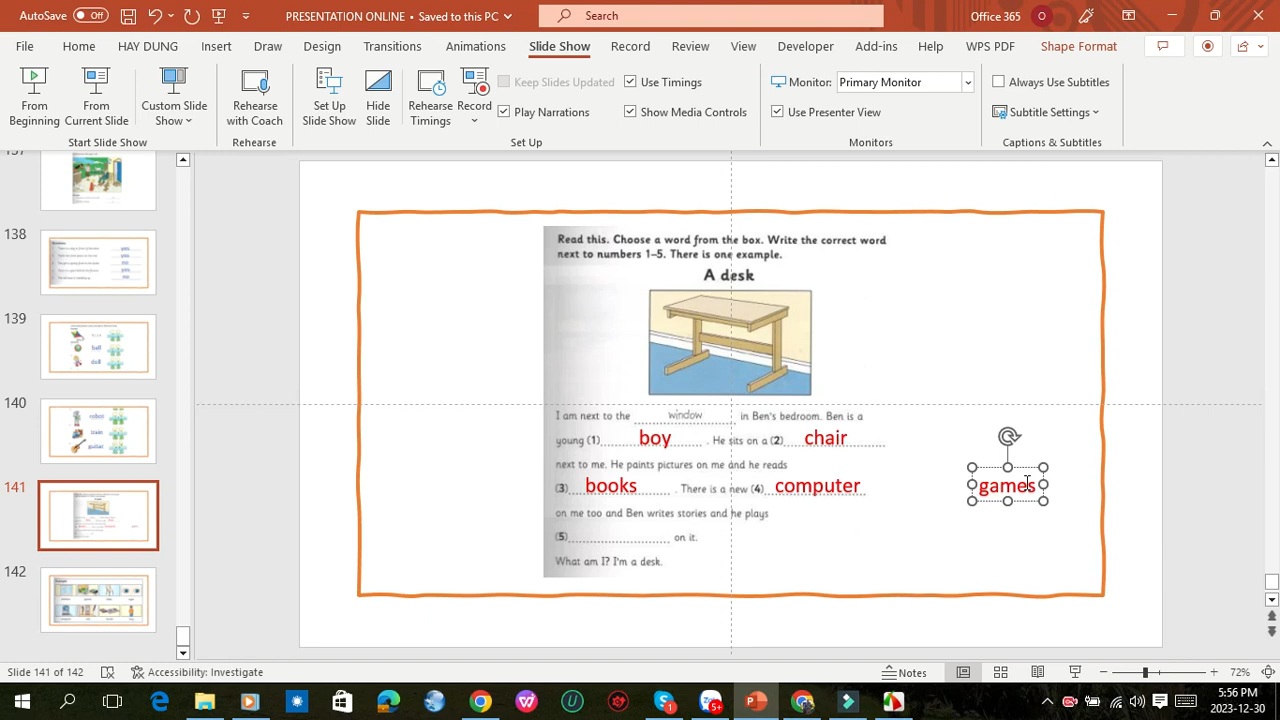 AutoSave Off PRESENTATION ONLINE - Saved to this PC Search Office 365
File Home HAY DUNG Insert Draw Design Transitions Animations Slide Show Record Review View Developer Add-ins Help WPS PDF Shape Format
From Beginning From Current Slide Custom Slide Show Rehearse with Coach Set Up Slide Show Hide Slide Rehearse Timings Record
Keep Slides Updated Use Timings Monitor: Primary Monitor Always Use Subtitles
Play Narrations Show Media Controls Use Presenter View Subtitle Settings
Start Slide Show Rehearse Set Up Monitors Captions & Subtitles
138
139
ball
doll
140
robot
train
guitar
141
142
Read this. Choose a word from the box. Write the correct word
next to numbers 1-5. There is one example.
A desk
I am next to the window in Ben's bedroom. Ben is a
young (1) boy . He sits on a (2) chair
next to me. He paints pictures on me and he reads
(3) books . There is a new (4) computer
on me too and Ben writes stories and he plays
(5) on it.
What am I? I'm a desk.
games
Slide 141 of 142 Accessibility: Investigate Notes 72%
5:56 PM
2023-12-30